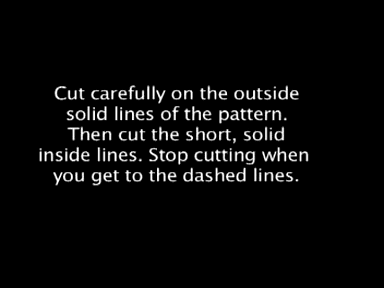 Cut carefully on the outside
solid lines of the pattern.
Then cut the short, solid
inside lines. Stop cutting when
you get to the dashed lines.